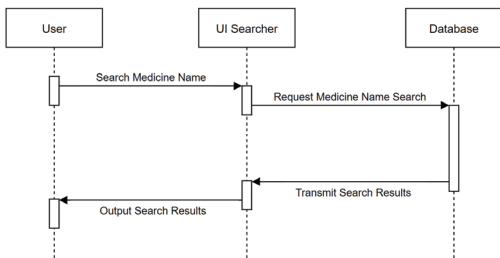 User
UI Searcher
Database
Search Medicine Name
Request Medicine Name Search
Transmit Search Results
Output Search Results